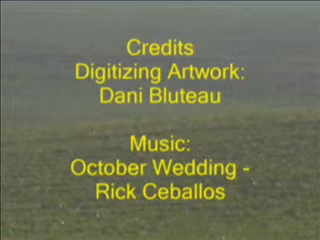 Credits
Digitizing Artwork:
Dani Bluteau
Music:
October Wedding -
Rick Ceballos